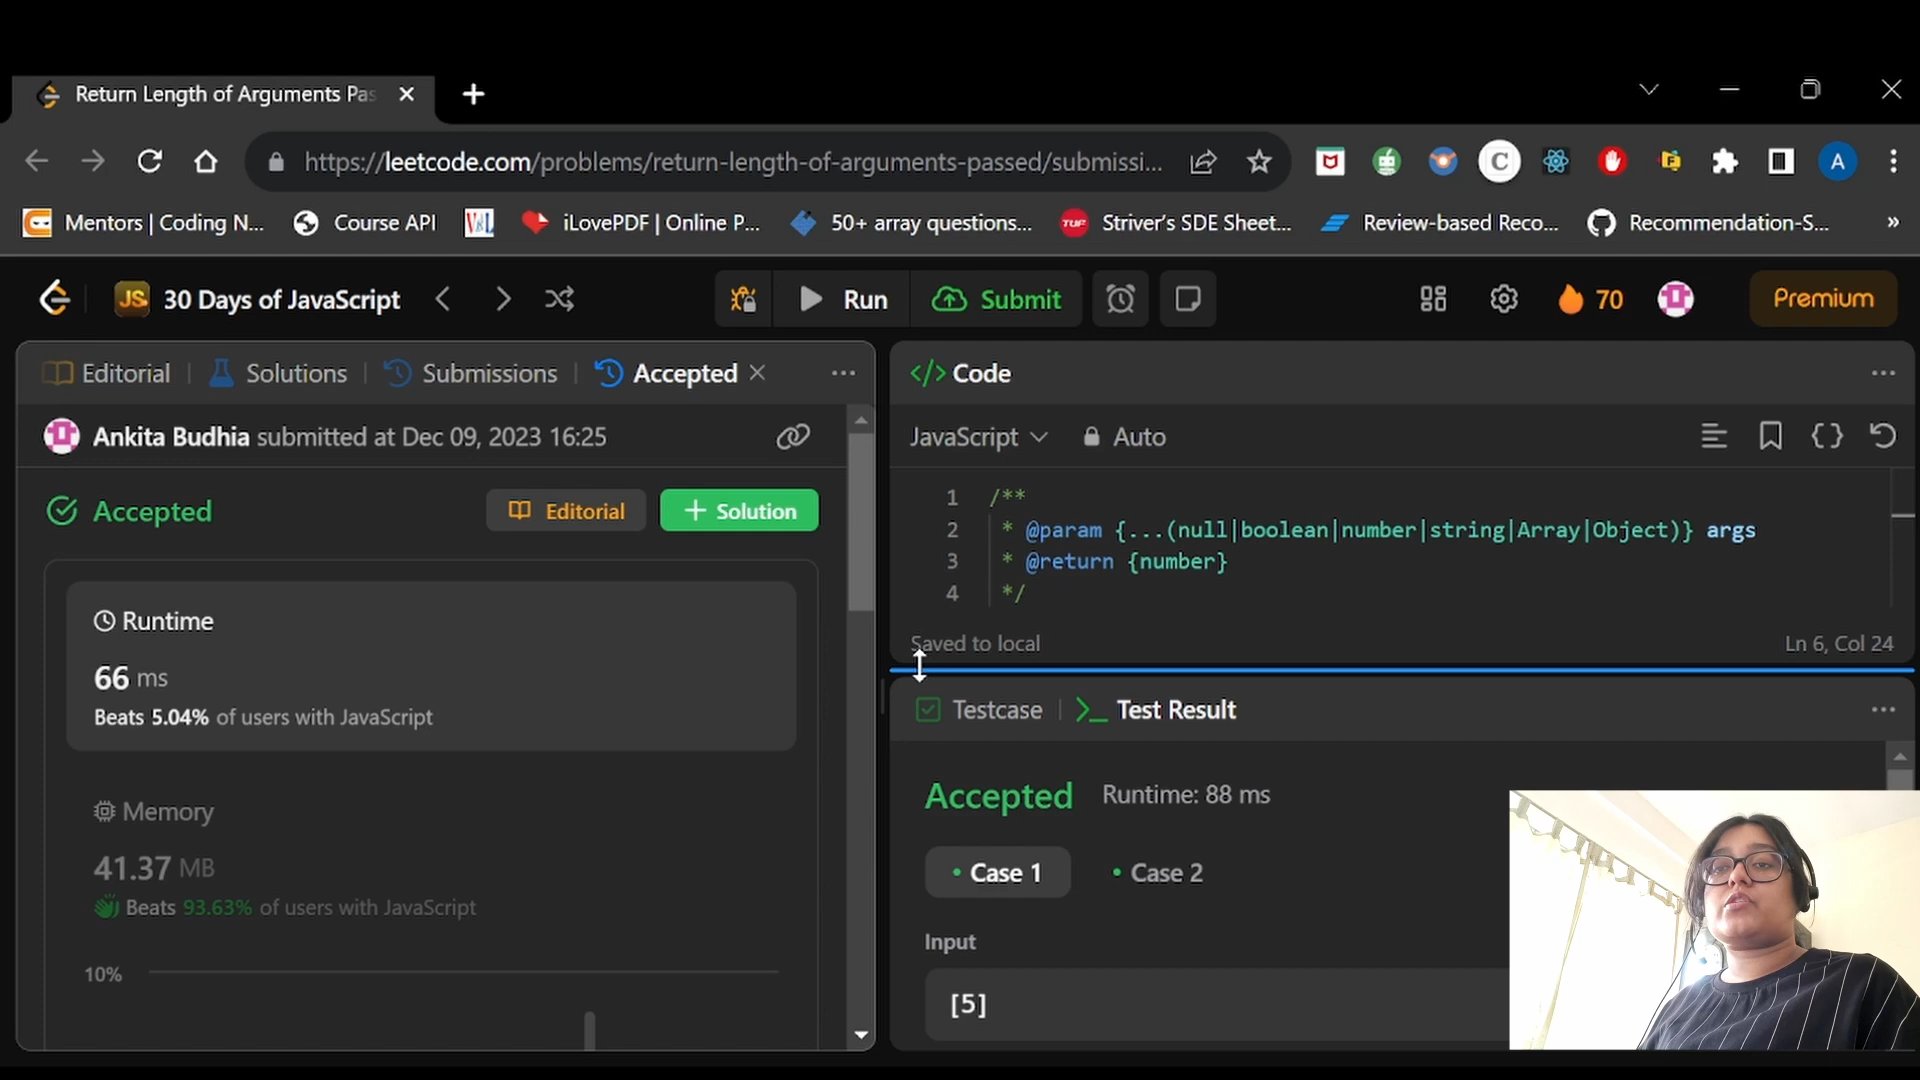 Return Length of Arguments Pas
https://leetcode.com/problems/return-length-of-arguments-passed/submissi...
C
F
A
Mentors | Coding N...
Course API
iLovePDF | Online P...
50+ array questions...
TUF Striver's SDE Sheet...
Review-based Reco...
Recommendation-S...
»
JS 30 Days of JavaScript
Run
Submit
70
Premium
Editorial
Solutions
Submissions
Accepted
Ankita Budhia submitted at Dec 09, 2023 16:25
Accepted
Editorial
+ Solution
Runtime
66 ms
Beats 5.04% of users with JavaScript
Memory
41.37 MB
Beats 93.63% of users with JavaScript
10%
</> Code
JavaScript
Auto
1 /**
2 * @param {...(null|boolean|number|string|Array|Object)} args
3 * @return {number}
4 */
Saved to local
Ln 6, Col 24
Testcase
>_ Test Result
Accepted Runtime: 88 ms
• Case 1
• Case 2
Input
[5]